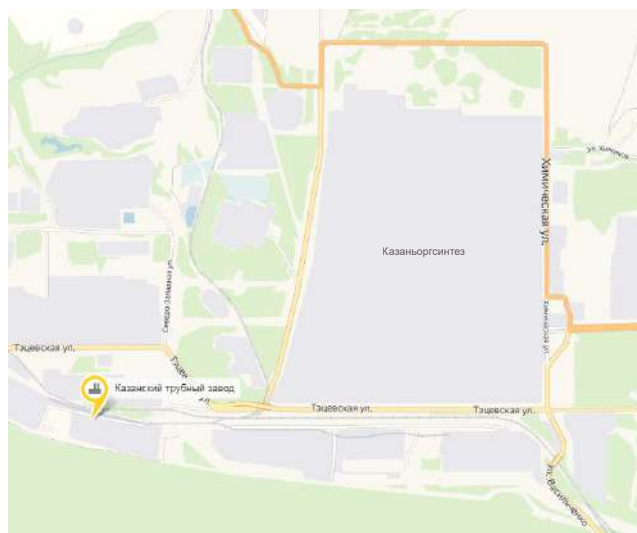 ул. Химиков
Химическая ул.
Казаньоргсинтез
Северо-Западная ул.
Химическая ул.
Тэцевская ул.
Казанский трубный завод
Тэцевская ул.
Тэцевская ул.
ул. Васильченко